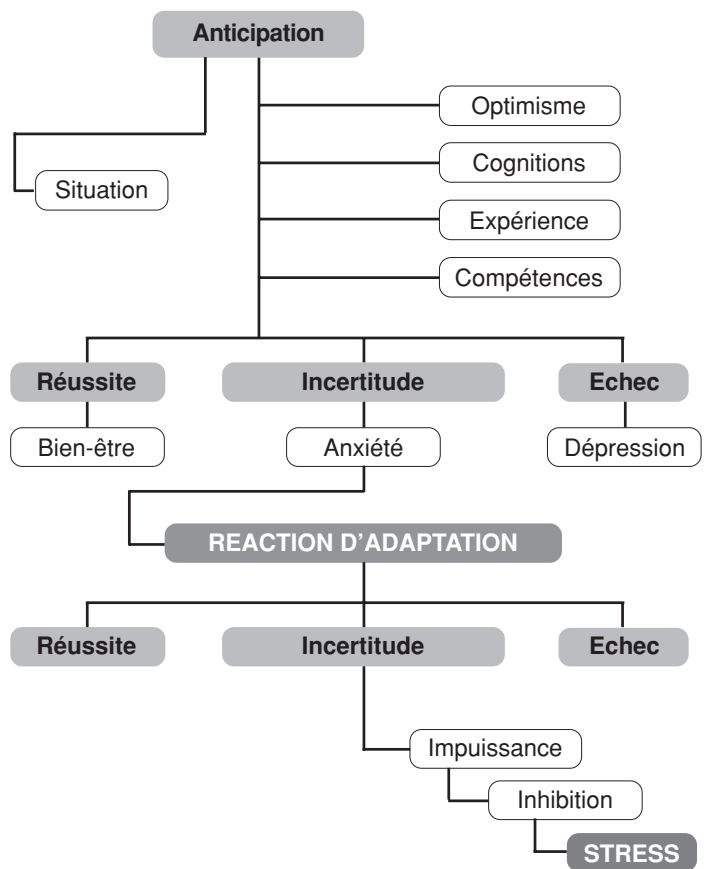 Anticipation
Optimisme
Cognitions
Situation
Expérience
Compétences
Réussite
Incertitude
Echec
Bien-être
Anxiété
Dépression
REACTION D'ADAPTATION
Réussite
Incertitude
Echec
Impuissance
Inhibition
STRESS